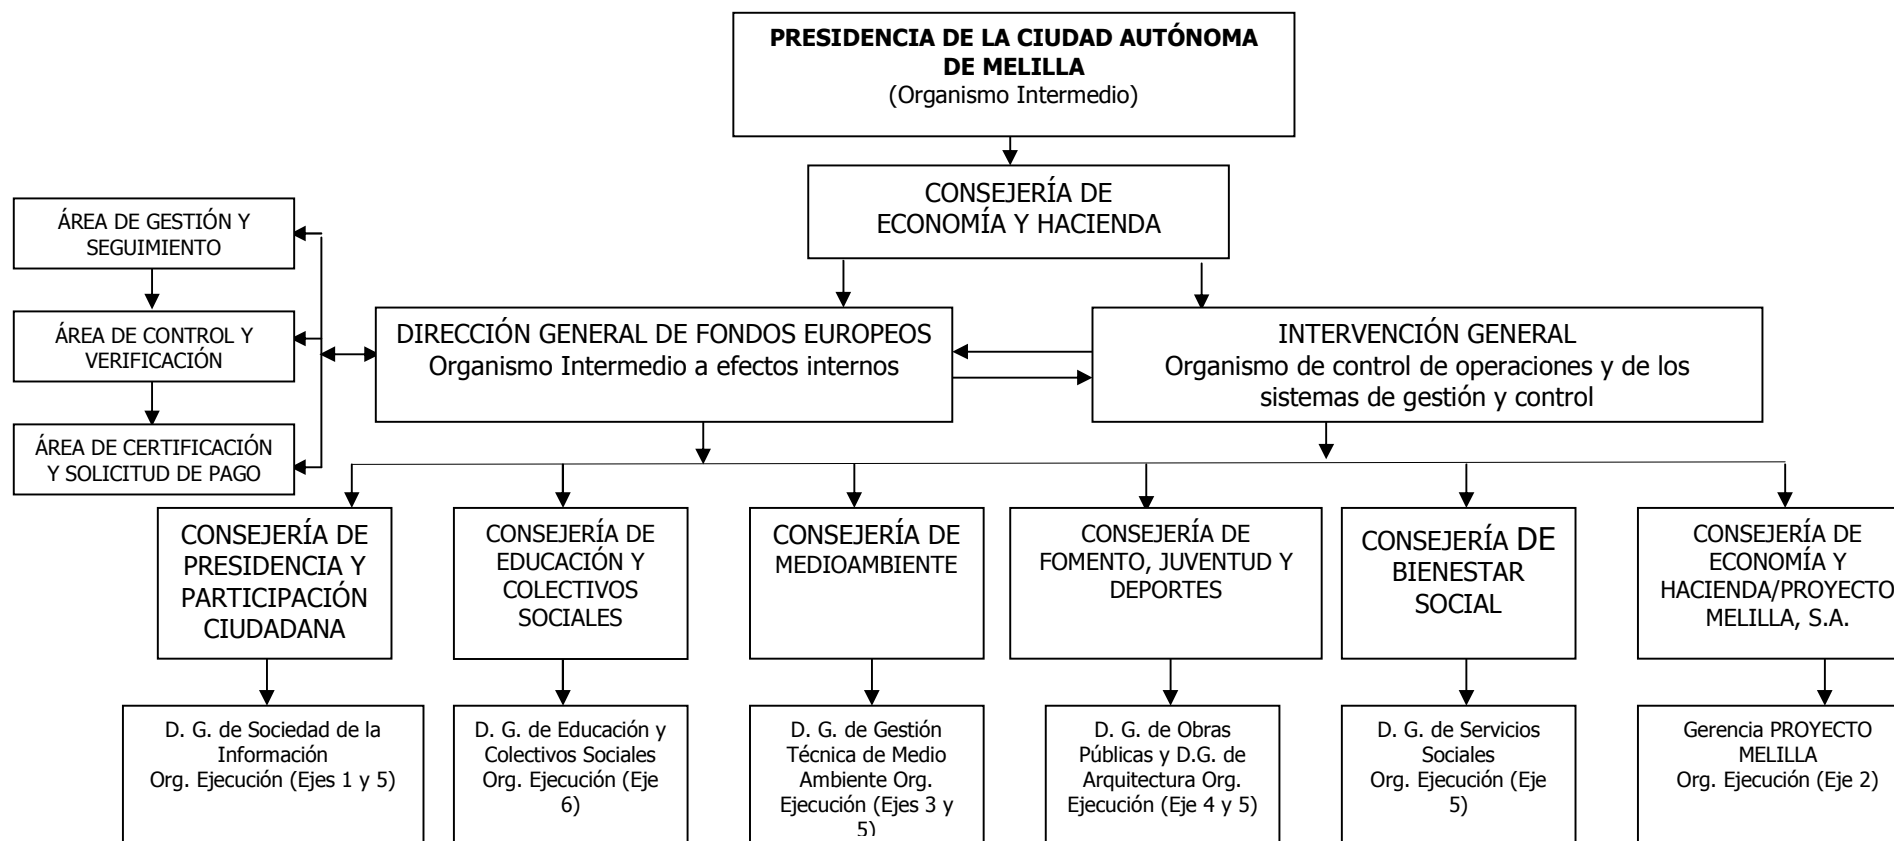 PRESIDENCIA DE LA CIUDAD AUTÓNOMA
DE MELILLA
(Organismo Intermedio)
CONSEJERÍA DE
ECONOMÍA Y HACIENDA
ÁREA DE GESTIÓN Y
SEGUIMIENTO
ÁREA DE CONTROL Y
VERIFICACIÓN
ÁREA DE CERTIFICACIÓN
Y SOLICITUD DE PAGO
DIRECCIÓN GENERAL DE FONDOS EUROPEOS
Organismo Intermedio a efectos internos
INTERVENCIÓN GENERAL
Organismo de control de operaciones y de los
sistemas de gestión y control
CONSEJERÍA DE
PRESIDENCIA Y
PARTICIPACIÓN
CIUDADANA
CONSEJERÍA DE
EDUCACIÓN Y
COLECTIVOS
SOCIALES
CONSEJERÍA DE
MEDIOAMBIENTE
CONSEJERÍA DE
FOMENTO, JUVENTUD Y
DEPORTES
CONSEJERÍA DE
BIENESTAR
SOCIAL
CONSEJERÍA DE
ECONOMÍA Y
HACIENDA/PROYECTO
MELILLA, S.A.
D. G. de Sociedad de la
Información
Org. Ejecución (Ejes 1 y 5)
D. G. de Educación y
Colectivos Sociales
Org. Ejecución (Eje
6)
D. G. de Gestión
Técnica de Medio
Ambiente Org.
Ejecución (Ejes 3 y
5)
D. G. de Obras
Públicas y D.G. de
Arquitectura Org.
Ejecución (Eje 4 y 5)
D. G. de Servicios
Sociales
Org. Ejecución (Eje
5)
Gerencia PROYECTO
MELILLA
Org. Ejecución (Eje 2)